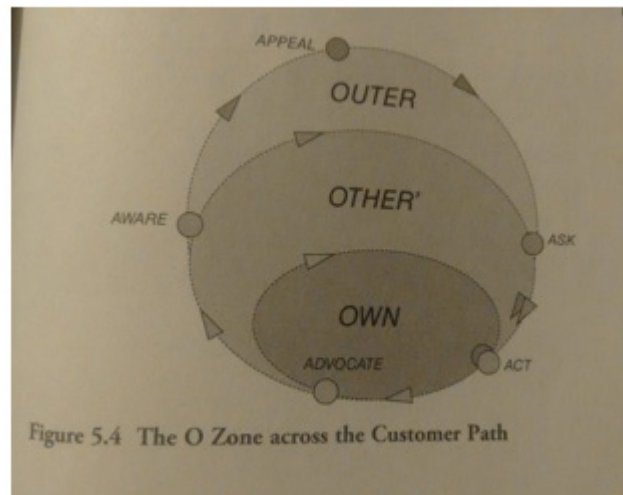 APPEAL
OUTER
OTHER'
AWARE
ASK
OWN
ADVOCATE
ACT
Figure 5.4 The O Zone across the Customer Path